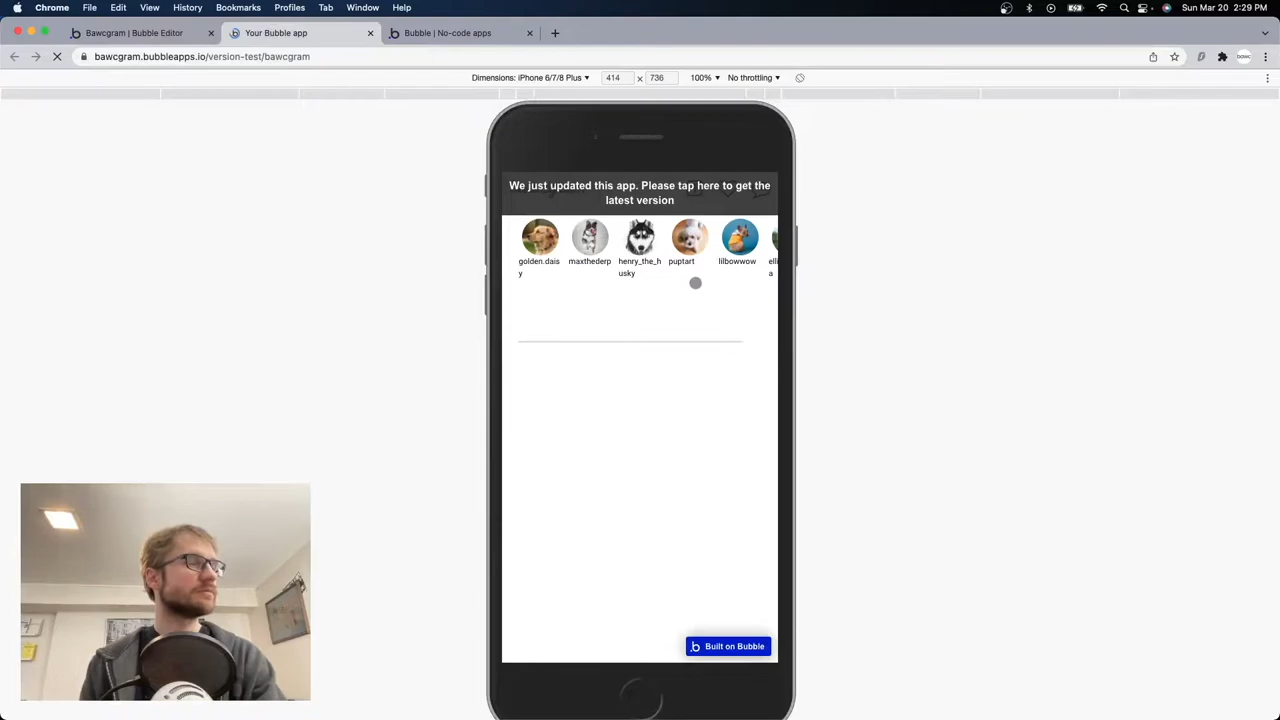 Chrome File Edit View History Bookmarks Profiles Tab Window Help Sun Mar 20 2:29 PM
Bawcgram | Bubble Editor Your Bubble app Bubble | No-code apps
bawcgram.bubbleapps.io/version-test/bawcgram
Dimensions: iPhone 6/7/8 Plus 414 x 736 100% No throttling
We just updated this app. Please tap here to get the
latest version
golden.dais maxthederp henry_the_h puptart lilbowwow elli
y usky a
Built on Bubble